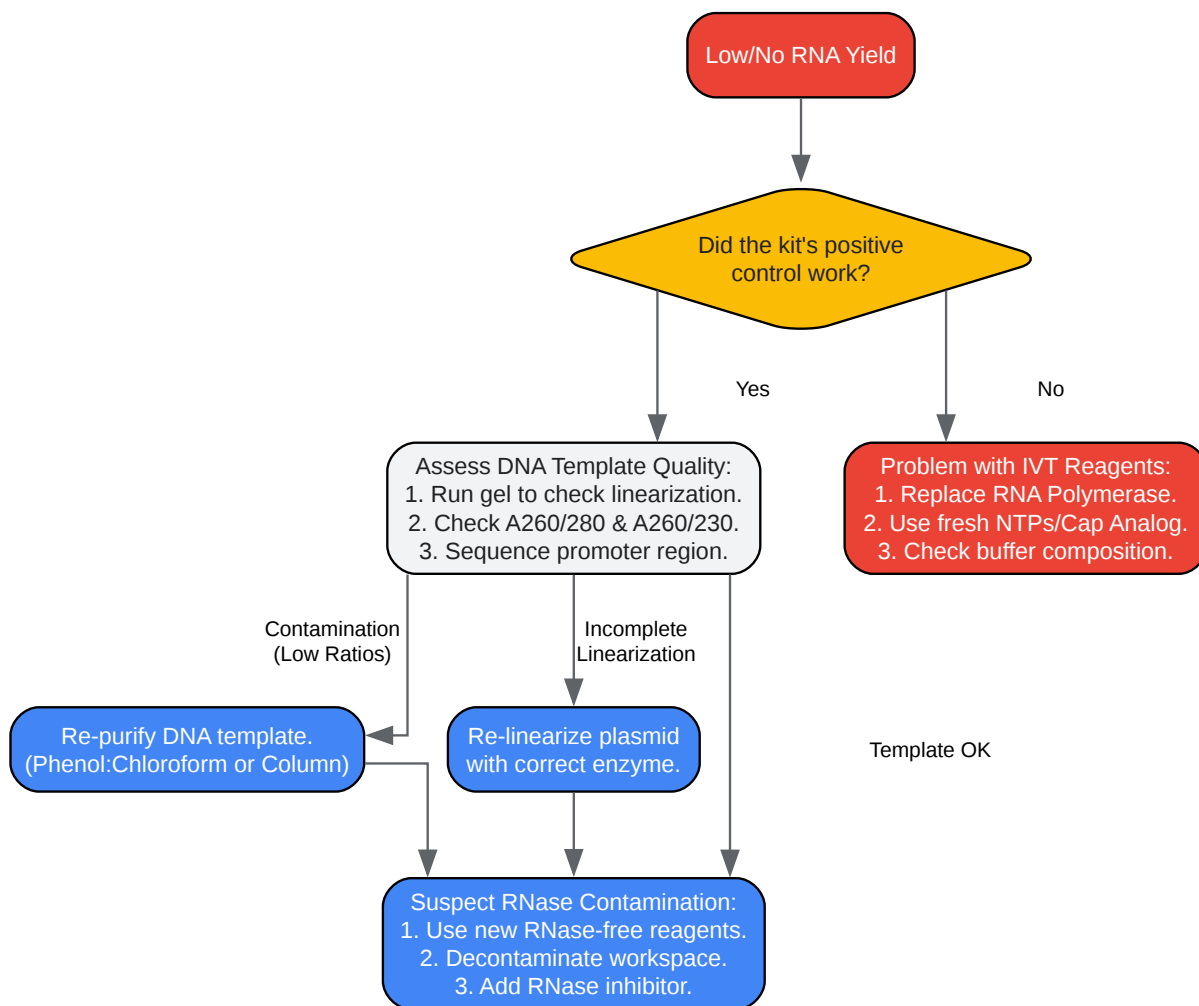 Low/No RNA Yield
Did the kit's positive
control work?
Yes
No
Assess DNA Template Quality:
1. Run gel to check linearization.
2. Check A260/280 & A260/230.
3. Sequence promoter region.
Problem with IVT Reagents:
1. Replace RNA Polymerase.
2. Use fresh NTPs/Cap Analog.
3. Check buffer composition.
Contamination
(Low Ratios)
Incomplete
Linearization
Re-purify DNA template.
(Phenol:Chloroform or Column)
Re-linearize plasmid
with correct enzyme.
Template OK
Suspect RNase Contamination:
1. Use new RNase-free reagents.
2. Decontaminate workspace.
3. Add RNase inhibitor.